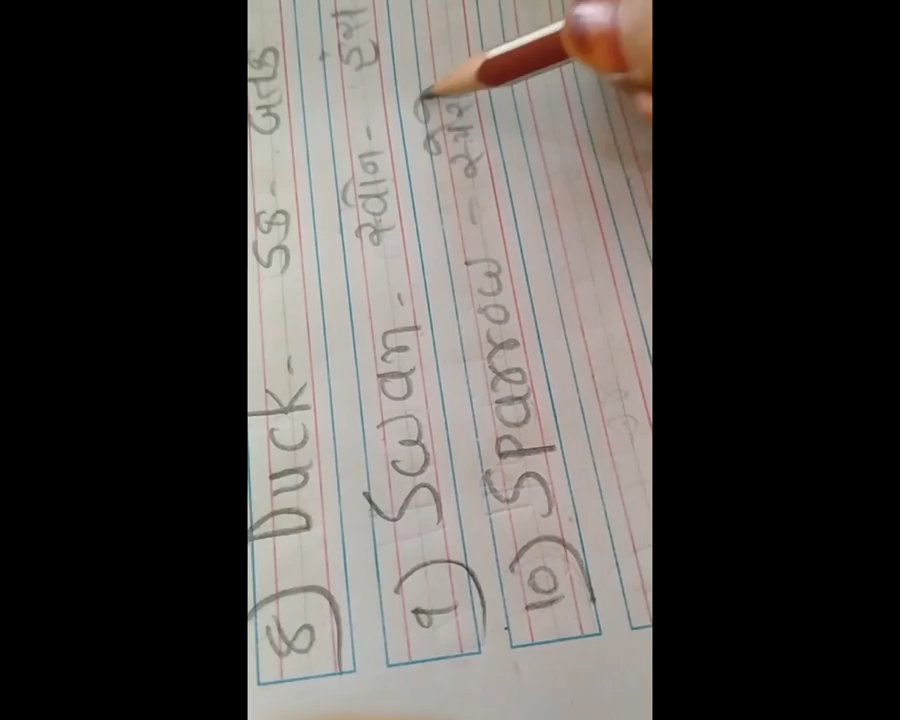 8) Duck - ડક - બતક
9) Swan - સ્વાન - હંસ
10) Sparrow -